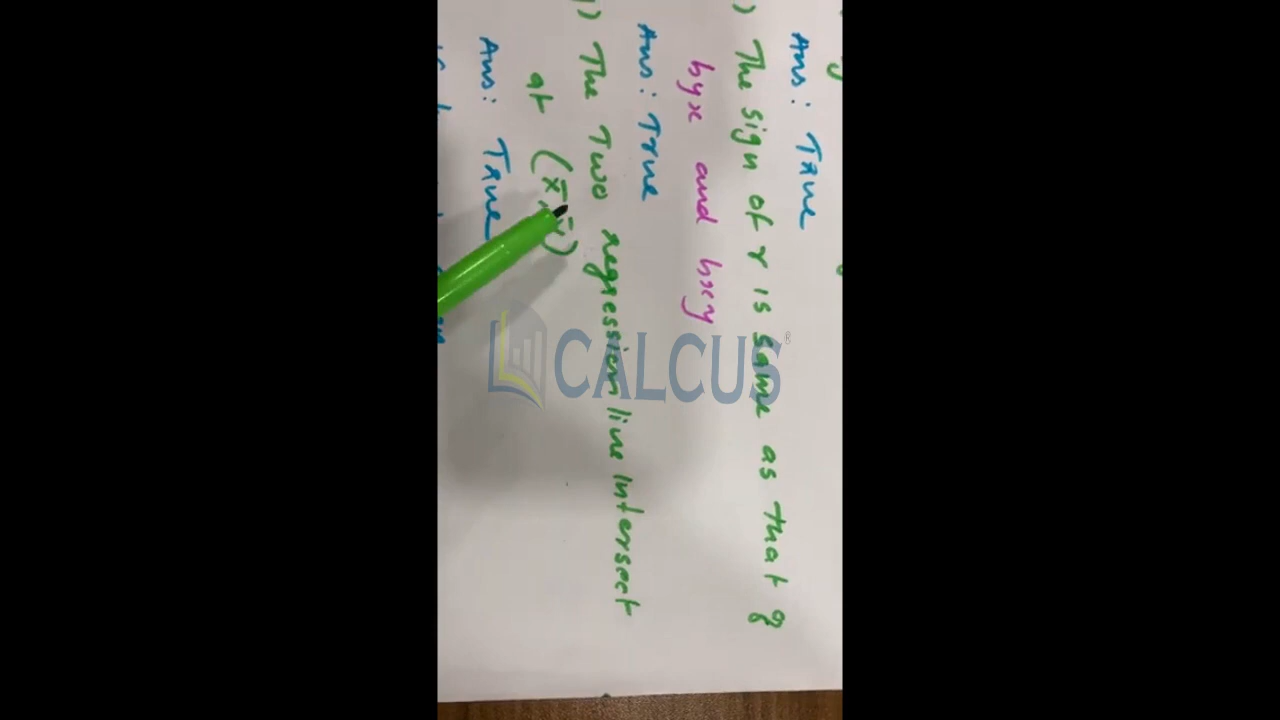 Ans: True
) The sign of r is same as that of
byx and bxy
Ans: True
) The Two regression line intersect
at (x̄, ȳ)
Ans: True
CALCUS®